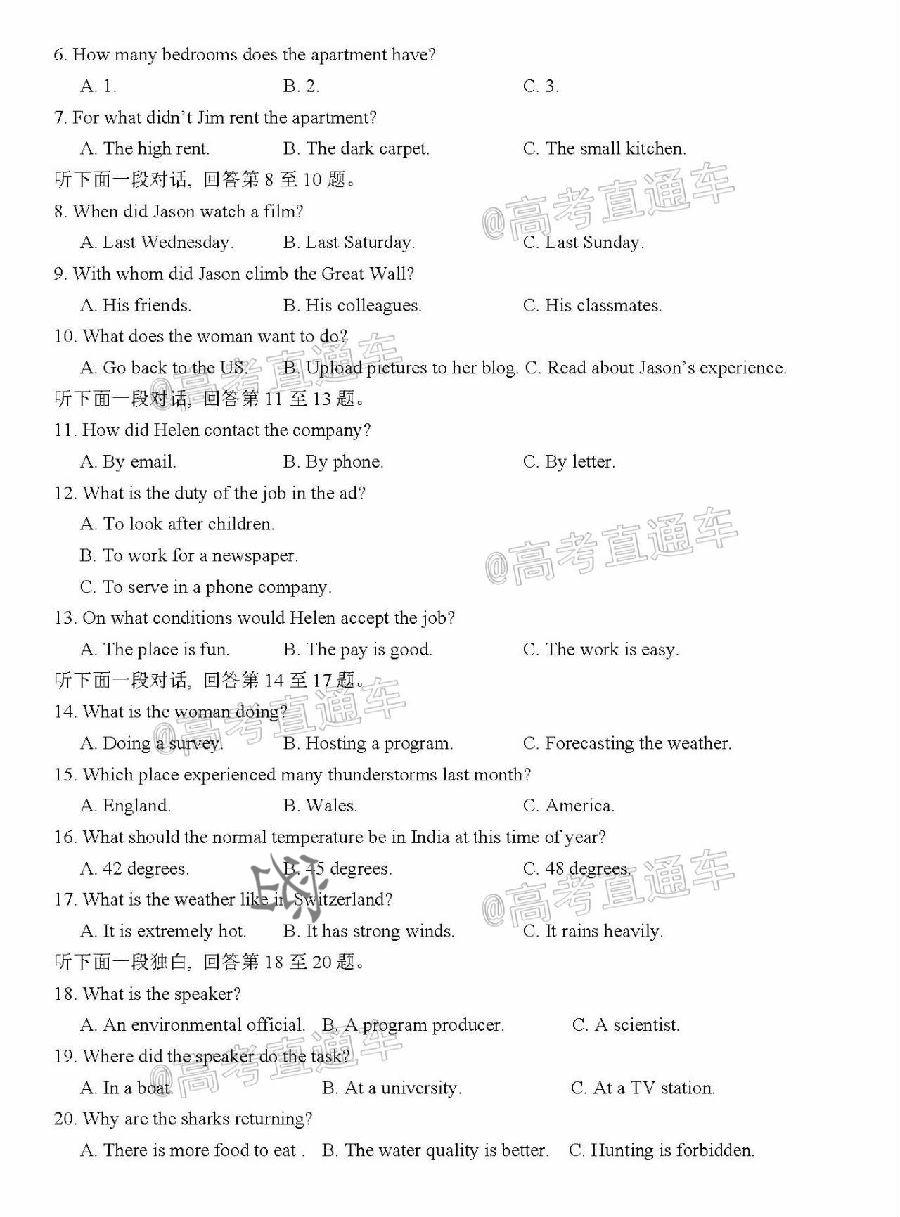 6. How many bedrooms does the apartment have?
A. 1. B. 2. C. 3.
7. For what didn't Jim rent the apartment?
A. The high rent. B. The dark carpet. C. The small kitchen.
听下面一段对话, 回答第 8 至 10 题。
@高考直通车
8. When did Jason watch a film?
A. Last Wednesday. B. Last Saturday. C. Last Sunday.
9. With whom did Jason climb the Great Wall?
A. His friends. B. His colleagues. C. His classmates.
10. What does the woman want to do?
A. Go back to the US. B. Upload pictures to her blog. C. Read about Jason's experience.
@高考直通车
听下面一段对话, 回答第 11 至 13 题。
11. How did Helen contact the company?
A. By email. B. By phone. C. By letter.
12. What is the duty of the job in the ad?
A. To look after children.
@高考直通车
B. To work for a newspaper.
C. To serve in a phone company.
13. On what conditions would Helen accept the job?
A. The place is fun. B. The pay is good. C. The work is easy.
听下面一段对话, 回答第 14 至 17 题。
14. What is the woman doing?
@高考直通车
A. Doing a survey. B. Hosting a program. C. Forecasting the weather.
15. Which place experienced many thunderstorms last month?
A. England. B. Wales. C. America.
16. What should the normal temperature be in India at this time of year?
A. 42 degrees. B. 45 degrees. C. 48 degrees.
@高考直通车
17. What is the weather like in Switzerland?
A. It is extremely hot. B. It has strong winds. C. It rains heavily.
听下面一段独白, 回答第 18 至 20 题。
18. What is the speaker?
A. An environmental official. B. A program producer. C. A scientist.
19. Where did the speaker do the task?
@高考直通车
A. In a boat. B. At a university. C. At a TV station.
20. Why are the sharks returning?
A. There is more food to eat . B. The water quality is better. C. Hunting is forbidden.